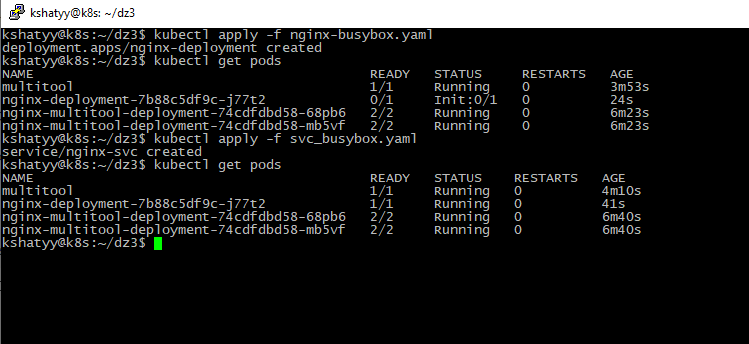 kshatyy@k8s: ~/dz3
kshatyy@k8s:~/dz3$ kubectl apply -f nginx-busybox.yaml
deployment.apps/nginx-deployment created
kshatyy@k8s:~/dz3$ kubectl get pods
NAME READY STATUS RESTARTS AGE
multitool 1/1 Running 0 3m53s
nginx-deployment-7b88c5df9c-j77t2 0/1 Init:0/1 0 24s
nginx-multitool-deployment-74cdfdbd58-68pb6 2/2 Running 0 6m23s
nginx-multitool-deployment-74cdfdbd58-mb5vf 2/2 Running 0 6m23s
kshatyy@k8s:~/dz3$ kubectl apply -f svc_busybox.yaml
service/nginx-svc created
kshatyy@k8s:~/dz3$ kubectl get pods
NAME READY STATUS RESTARTS AGE
multitool 1/1 Running 0 4m10s
nginx-deployment-7b88c5df9c-j77t2 1/1 Running 0 41s
nginx-multitool-deployment-74cdfdbd58-68pb6 2/2 Running 0 6m40s
nginx-multitool-deployment-74cdfdbd58-mb5vf 2/2 Running 0 6m40s
kshatyy@k8s:~/dz3$